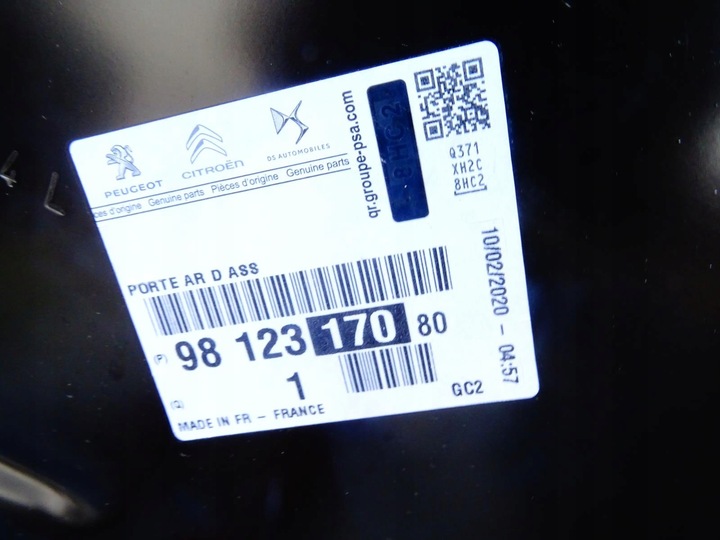 PEUGEOT
CITROËN
DS AUTOMOBILES
d'origine Genuine parts Pièces d'origine Genuine parts
qr.groupe-psa.com
8HC2
Q371
XH2C
8HC2
10/02/2020 - 04:57
PORTE AR D ASS
(P) 98 123 170 80
(Q) 1
GC2
MADE IN FR - FRANCE